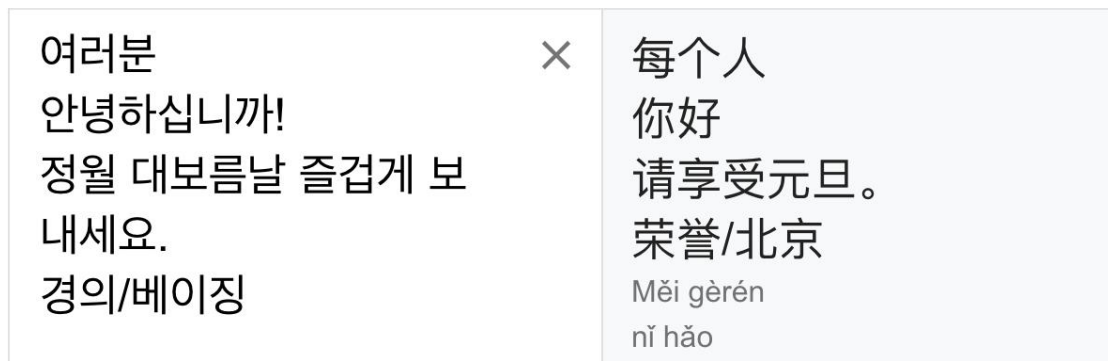 여러분
안녕하십니까!
정월 대보름날 즐겁게 보
내세요.
경의/베이징
每个人
你好
请享受元旦。
荣誉/北京
Měi gèrén
nǐ hǎo